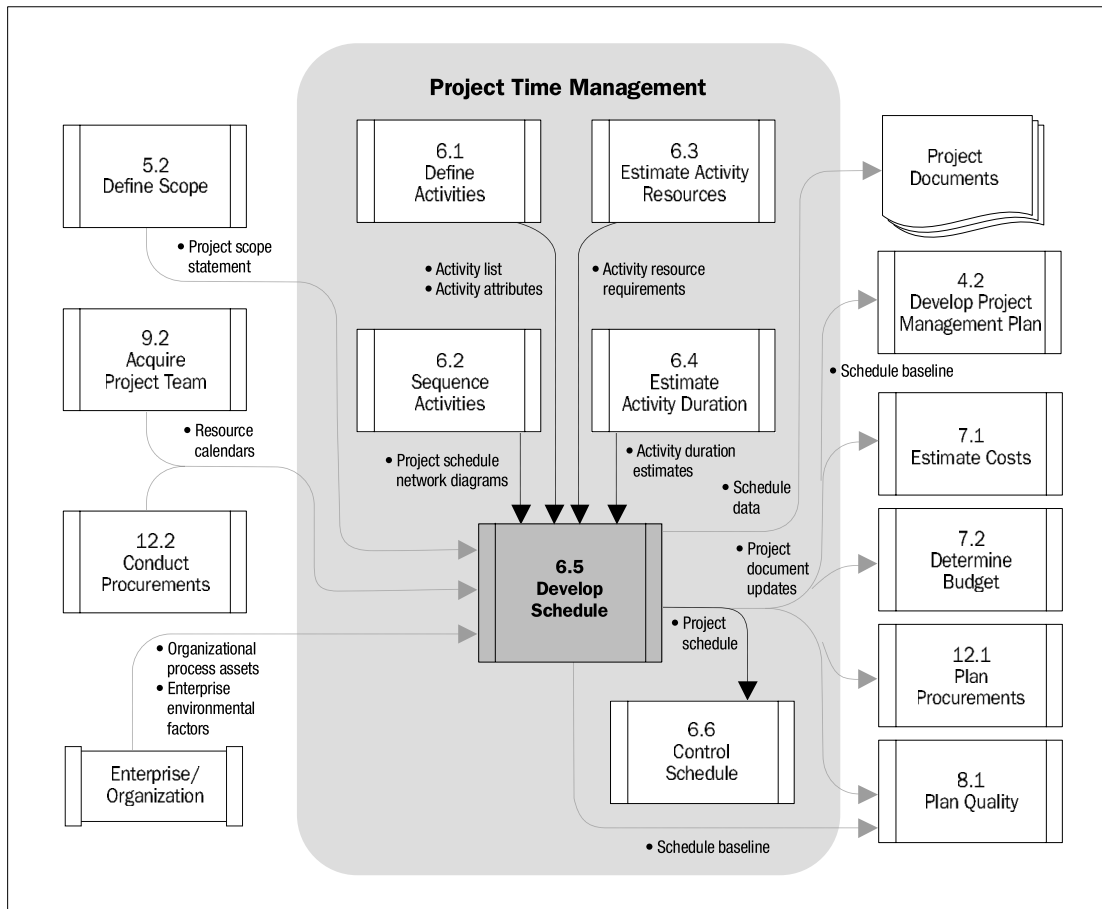 Project Time Management
5.2
Define Scope
6.1
Define
Activities
6.3
Estimate Activity
Resources
Project
Documents
• Project scope
statement
• Activity list
• Activity attributes
• Activity resource
requirements
9.2
Acquire
Project Team
6.2
Sequence
Activities
6.4
Estimate
Activity Duration
4.2
Develop Project
Management Plan
• Schedule baseline
• Resource
calendars
• Project schedule
network diagrams
• Activity duration
estimates
• Schedule
data
7.1
Estimate Costs
12.2
Conduct
Procurements
6.5
Develop
Schedule
• Project
document
updates
7.2
Determine
Budget
• Organizational
process assets
• Enterprise
environmental
factors
• Project
schedule
12.1
Plan
Procurements
Enterprise/
Organization
6.6
Control
Schedule
8.1
Plan Quality
• Schedule baseline